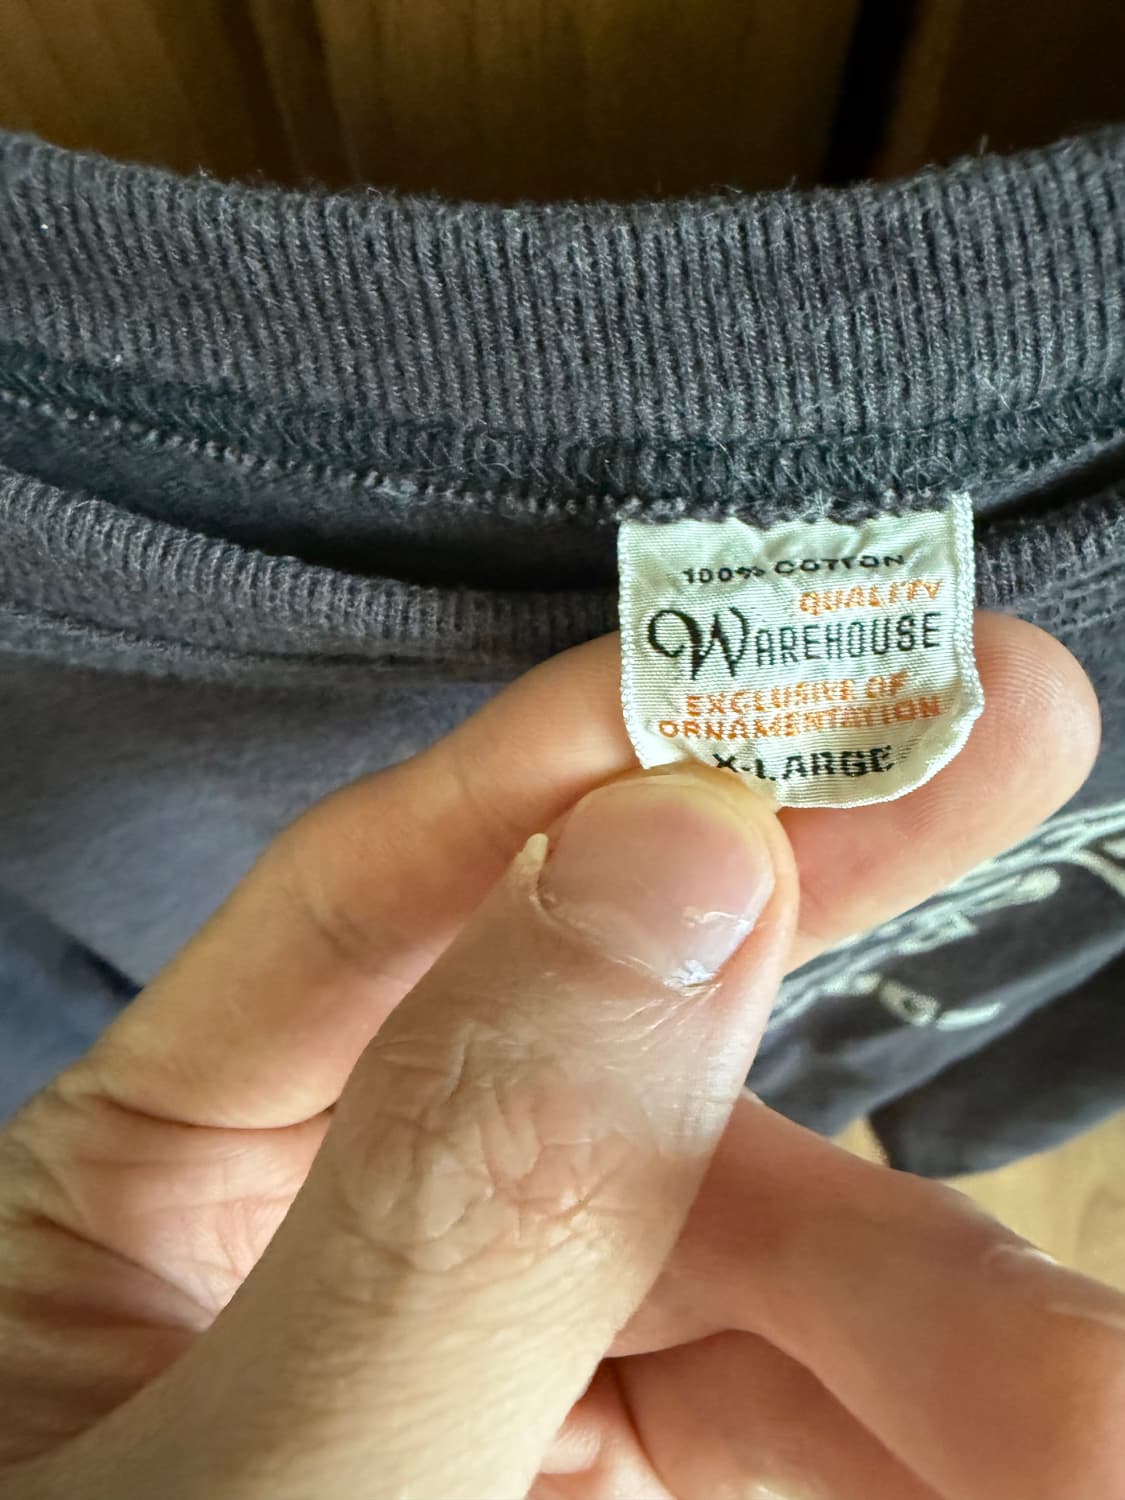 100% COTTON
QUALITY
WAREHOUSE
EXCLUSIVE OF
ORNAMENTATION
X-LARGE